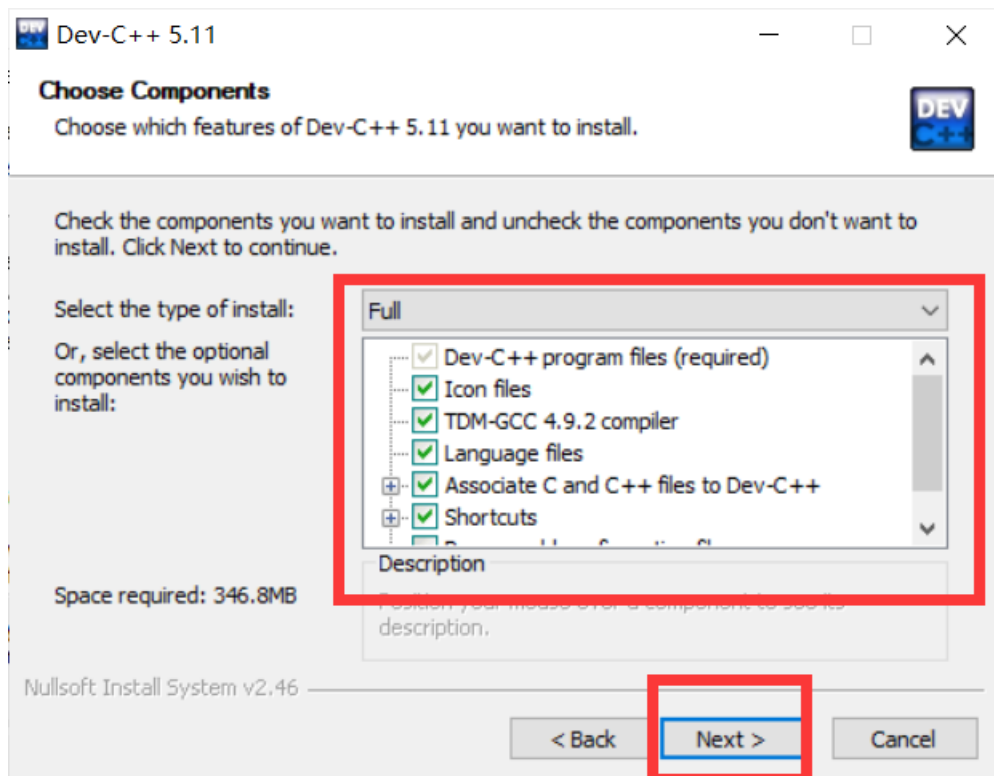 Dev-C++ 5.11
Choose Components
Choose which features of Dev-C++ 5.11 you want to install.
DEV
C++
Check the components you want to install and uncheck the components you don't want to
install. Click Next to continue.
Select the type of install:
Full
Or, select the optional
components you wish to
install:
Dev-C++ program files (required)
Icon files
TDM-GCC 4.9.2 compiler
Language files
Associate C and C++ files to Dev-C++
Shortcuts
Description
Space required: 346.8MB
description.
Nullsoft Install System v2.46
< Back
Next >
Cancel